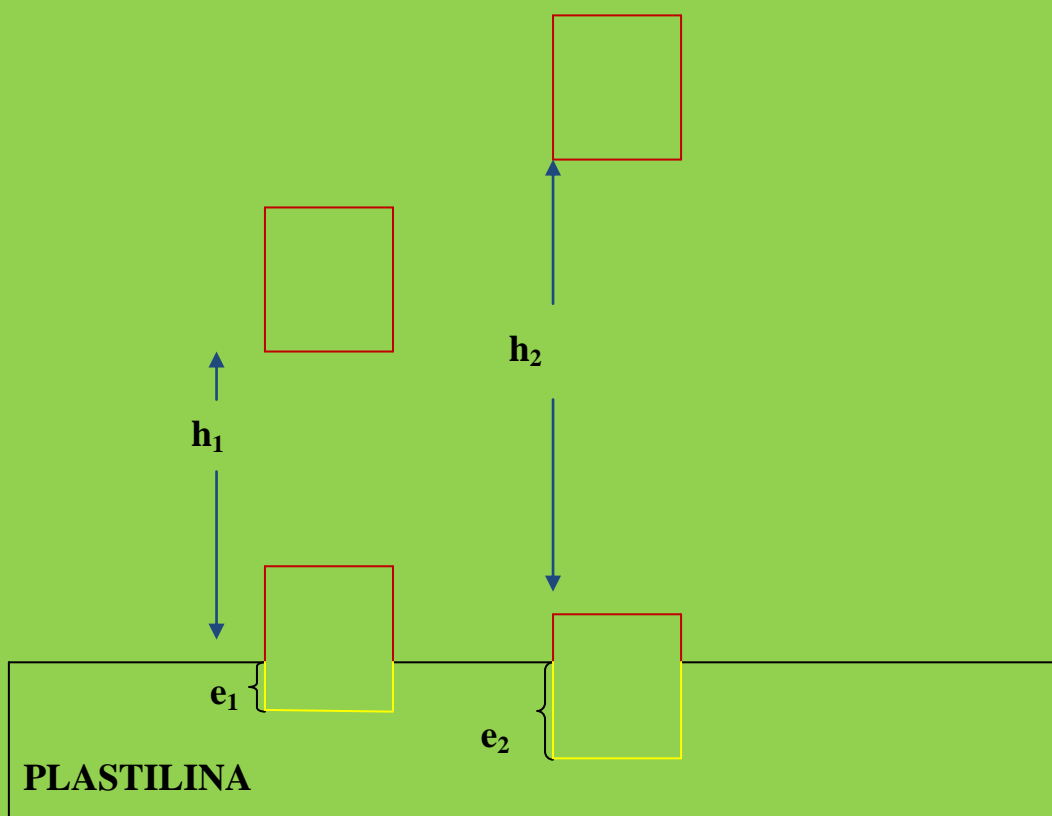 h₂
h₁
e₁
e₂
PLASTILINA